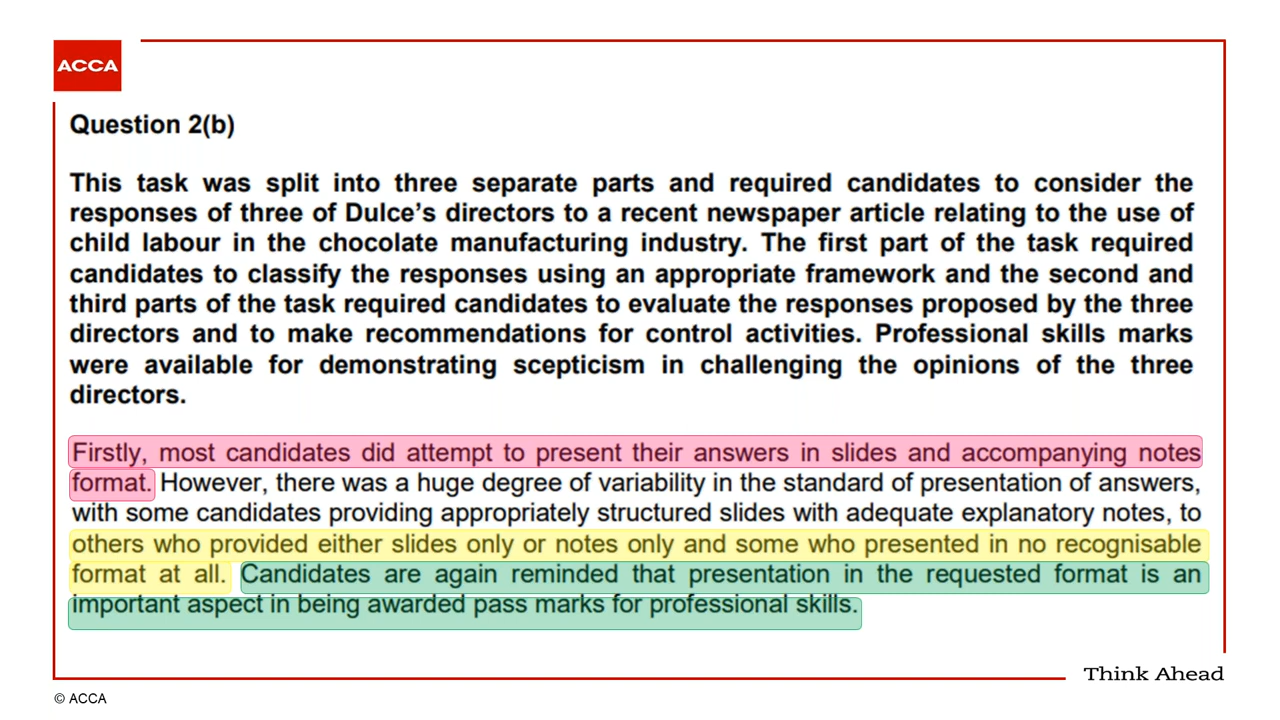 ACCA
Question 2(b)
This task was split into three separate parts and required candidates to consider the
responses of three of Dulce's directors to a recent newspaper article relating to the use of
child labour in the chocolate manufacturing industry. The first part of the task required
candidates to classify the responses using an appropriate framework and the second and
third parts of the task required candidates to evaluate the responses proposed by the three
directors and to make recommendations for control activities. Professional skills marks
were available for demonstrating scepticism in challenging the opinions of the three
directors.
Firstly, most candidates did attempt to present their answers in slides and accompanying notes
format. However, there was a huge degree of variability in the standard of presentation of answers,
with some candidates providing appropriately structured slides with adequate explanatory notes, to
others who provided either slides only or notes only and some who presented in no recognisable
format at all. Candidates are again reminded that presentation in the requested format is an
important aspect in being awarded pass marks for professional skills.
Think Ahead
© ACCA